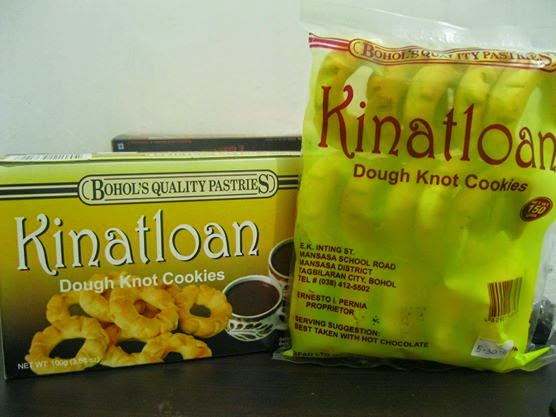 BOHOL'S QUALITY PASTRIES
Kinatloan
Dough Knot Cookies
NET WT. 100g
BOHOL'S QUALITY PASTRIES
Kinatloan
Dough Knot Cookies
150
E.K. INTING ST.
MANSASA SCHOOL ROAD
MANSASA DISTRICT
TAGBILARAN CITY, BOHOL
TEL # (038) 412-5502
ERNESTO I. PERNIA
PROPRIETOR
SERVING SUGGESTION:
BEST TAKEN WITH HOT CHOCOLATE